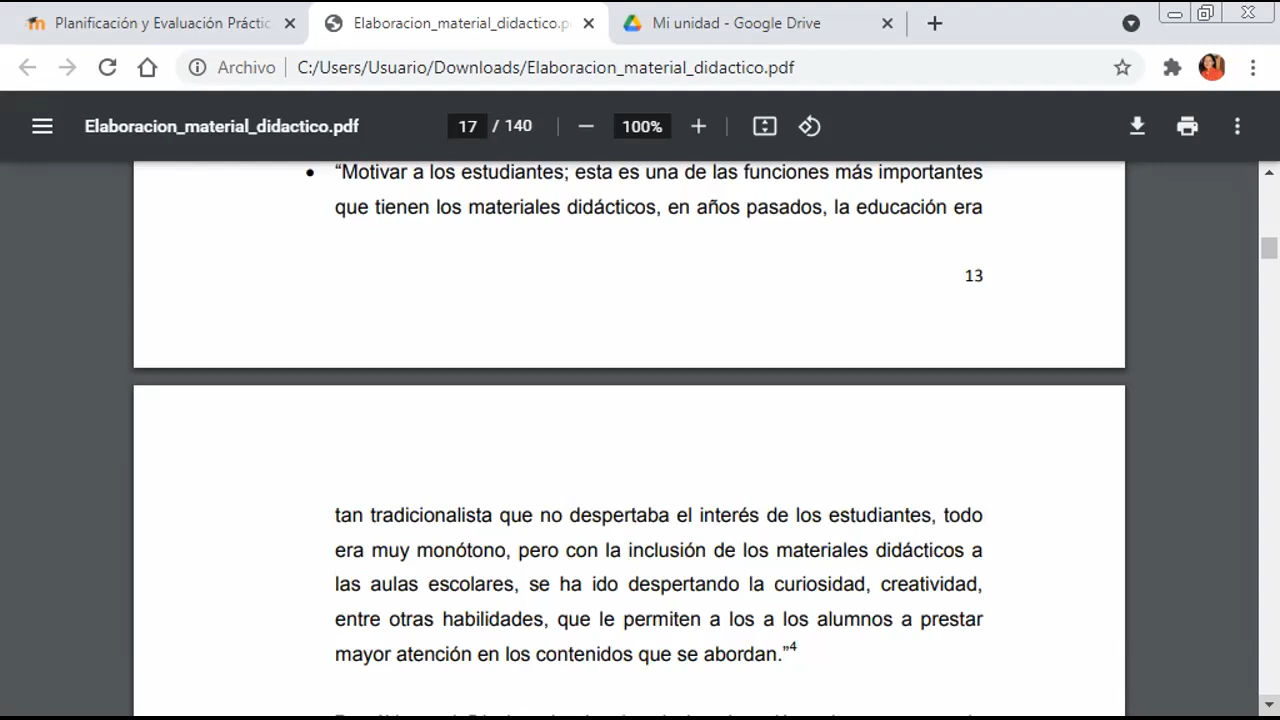 Planificación y Evaluación Práctic
Elaboracion_material_didactico.p
Mi unidad - Google Drive
Archivo
C:/Users/Usuario/Downloads/Elaboracion_material_didactico.pdf
Elaboracion_material_didactico.pdf
17 / 140
100%
• “Motivar a los estudiantes; esta es una de las funciones más importantes
que tienen los materiales didácticos, en años pasados, la educación era
13
tan tradicionalista que no despertaba el interés de los estudiantes, todo
era muy monótono, pero con la inclusión de los materiales didácticos a
las aulas escolares, se ha ido despertando la curiosidad, creatividad,
entre otras habilidades, que le permiten a los a los alumnos a prestar
mayor atención en los contenidos que se abordan.”4